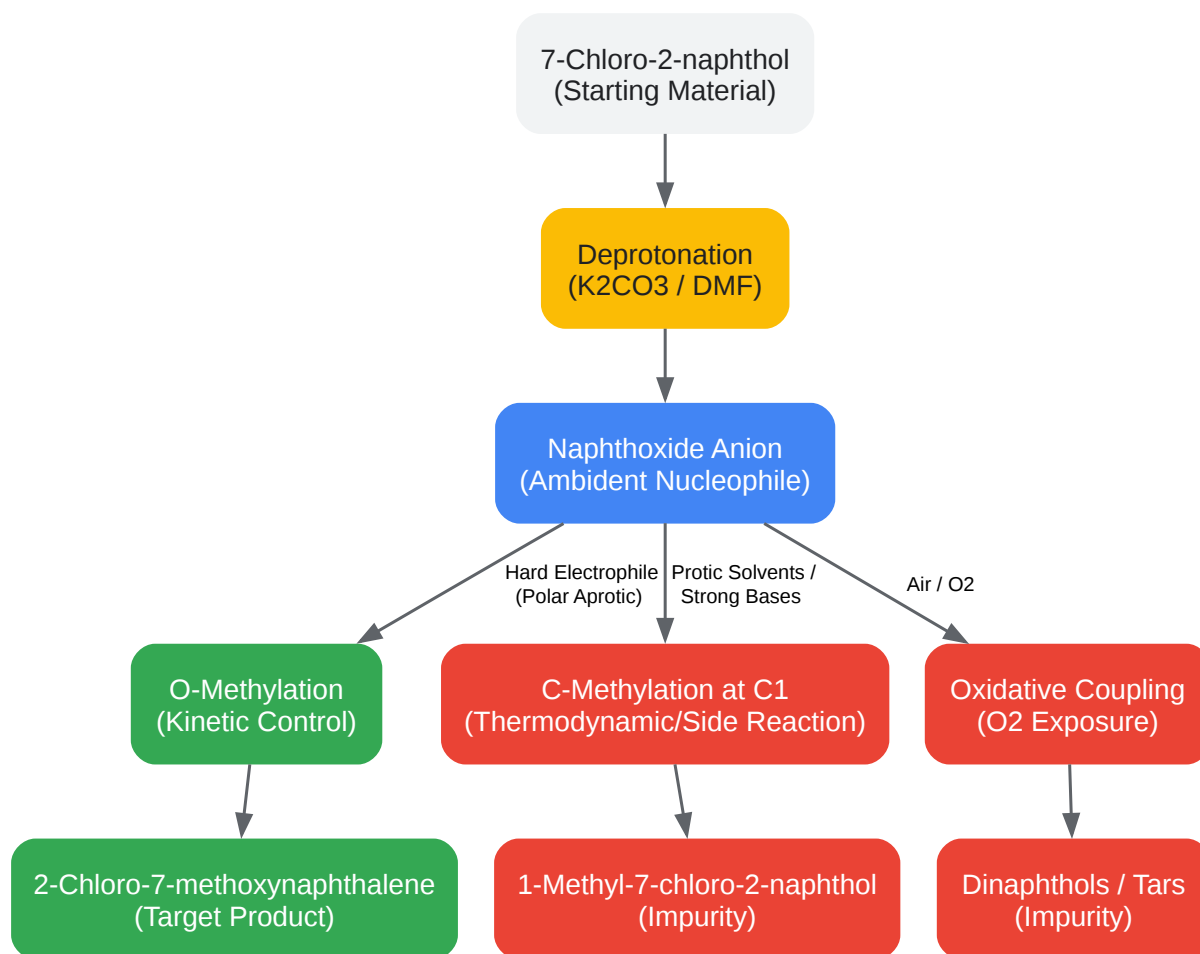 7-Chloro-2-naphthol
(Starting Material)
Deprotonation
(K2CO3 / DMF)
Naphthoxide Anion
(Ambident Nucleophile)
Hard Electrophile
(Polar Aprotic)
Protic Solvents /
Strong Bases
Air / O2
O-Methylation
(Kinetic Control)
C-Methylation at C1
(Thermodynamic/Side Reaction)
Oxidative Coupling
(O2 Exposure)
2-Chloro-7-methoxynaphthalene
(Target Product)
1-Methyl-7-chloro-2-naphthol
(Impurity)
Dinaphthols / Tars
(Impurity)